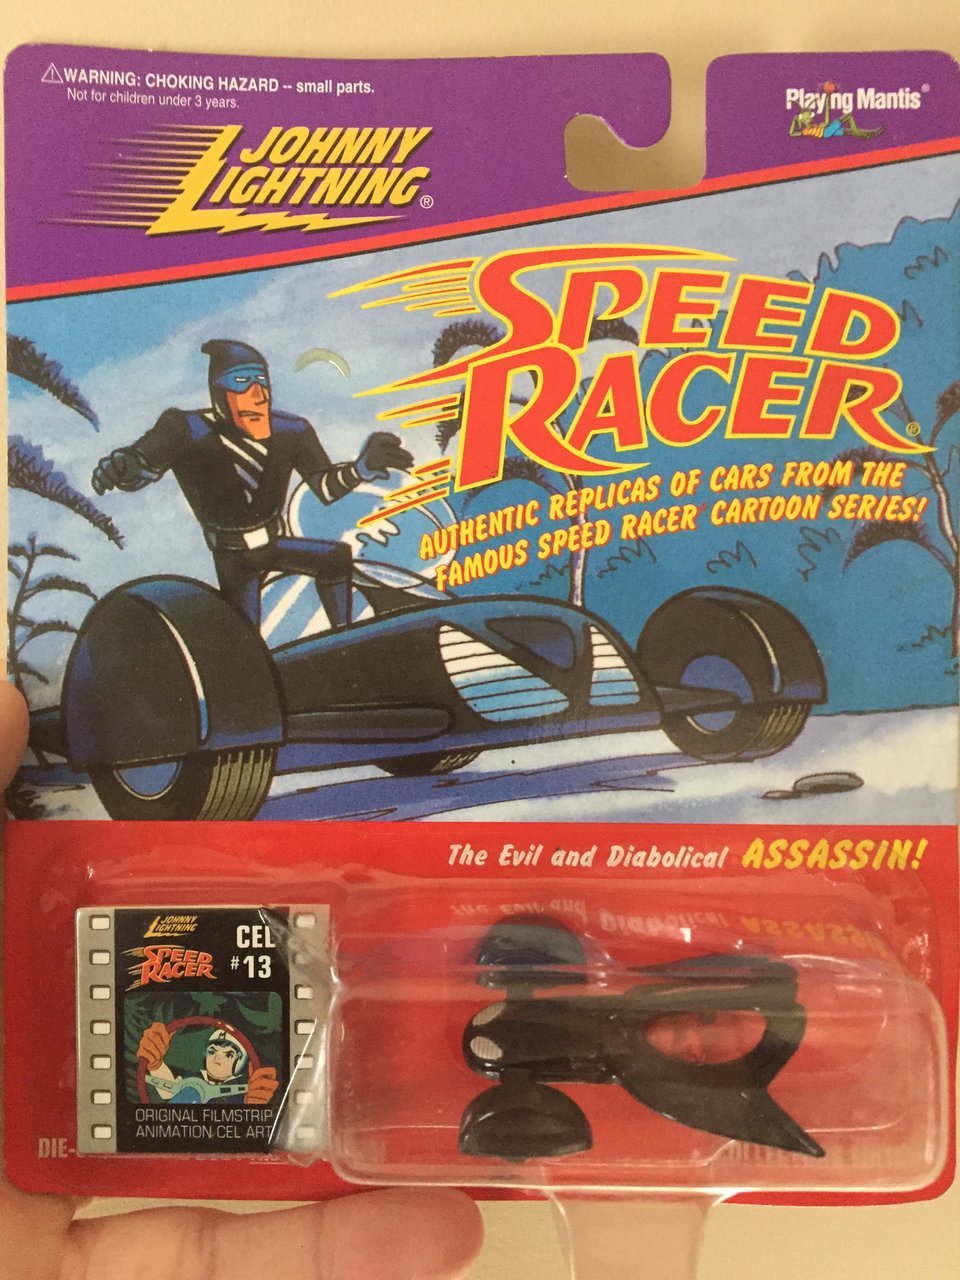 WARNING: CHOKING HAZARD -- small parts.
Not for children under 3 years.
Playing Mantis®
JOHNNY
LIGHTNING®
SPEED
RACER®
AUTHENTIC REPLICAS OF CARS FROM THE
FAMOUS SPEED RACER CARTOON SERIES!
The Evil and Diabolical ASSASSIN!
JOHNNY
LIGHTNING
SPEED
RACER
CEL
#13
M
ORIGINAL FILMSTRIP
ANIMATION CEL ART
DIE-